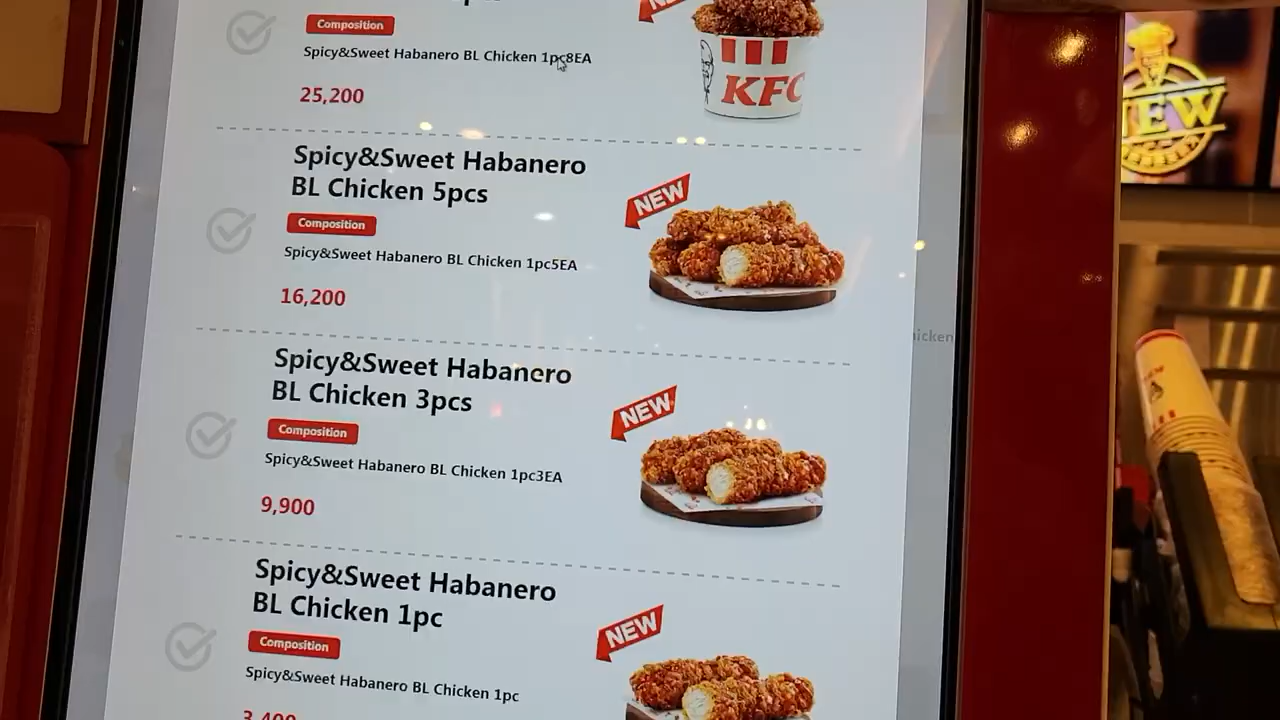 Composition
Spicy&Sweet Habanero BL Chicken 1pc8EA
25,200
KFC
Spicy&Sweet Habanero
BL Chicken 5pcs
NEW
Composition
Spicy&Sweet Habanero BL Chicken 1pc5EA
16,200
Spicy&Sweet Habanero
BL Chicken 3pcs
NEW
Composition
Spicy&Sweet Habanero BL Chicken 1pc3EA
9,900
Spicy&Sweet Habanero
BL Chicken 1pc
NEW
Composition
Spicy&Sweet Habanero BL Chicken 1pc
3,400